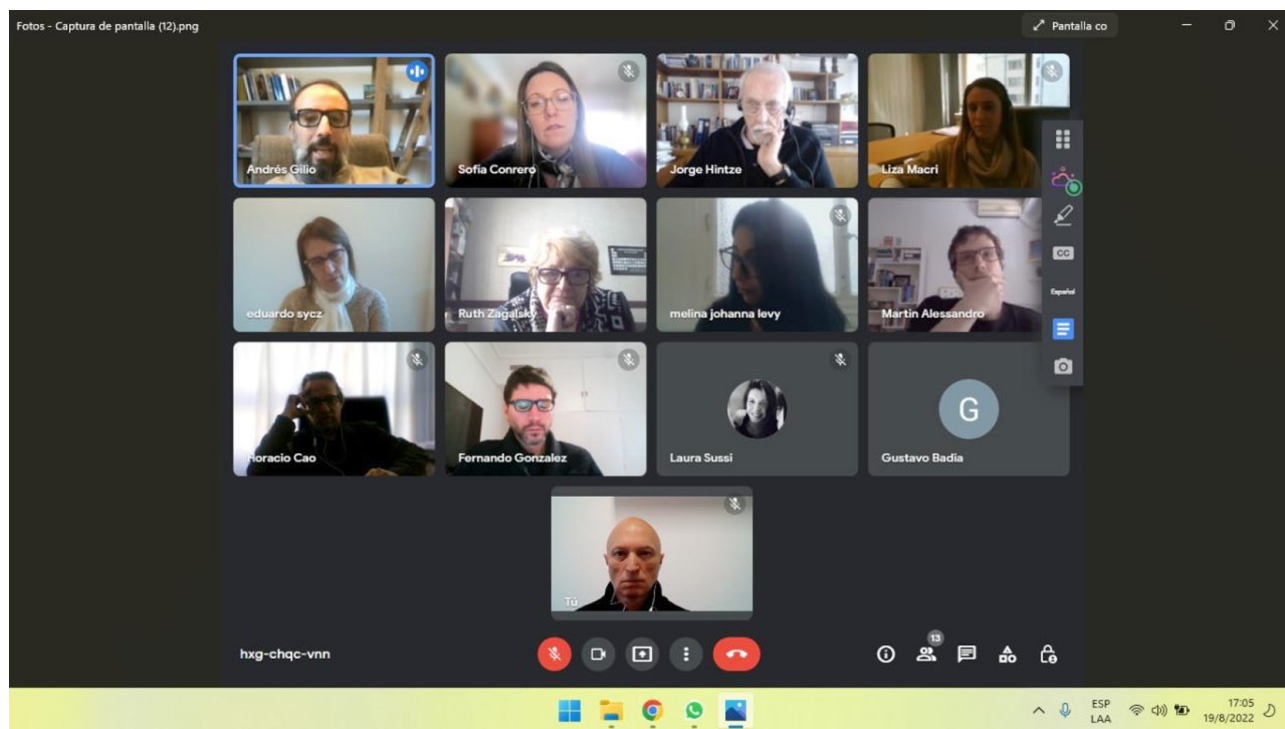 Fotos - Captura de pantalla (12).png
Pantalla co
Andrés Gilio
Sofía Conrero
Jorge Hintze
Liza Macri
eduardo sycz
Ruth Zagalsky
melina johanna levy
Martin Alessandro
CC
Español
Horacio Cao
Fernando Gonzalez
Laura Sussi
G
Gustavo Badia
Tú
hxg-chqc-vnn
13
ESP
LAA
17:05
19/8/2022